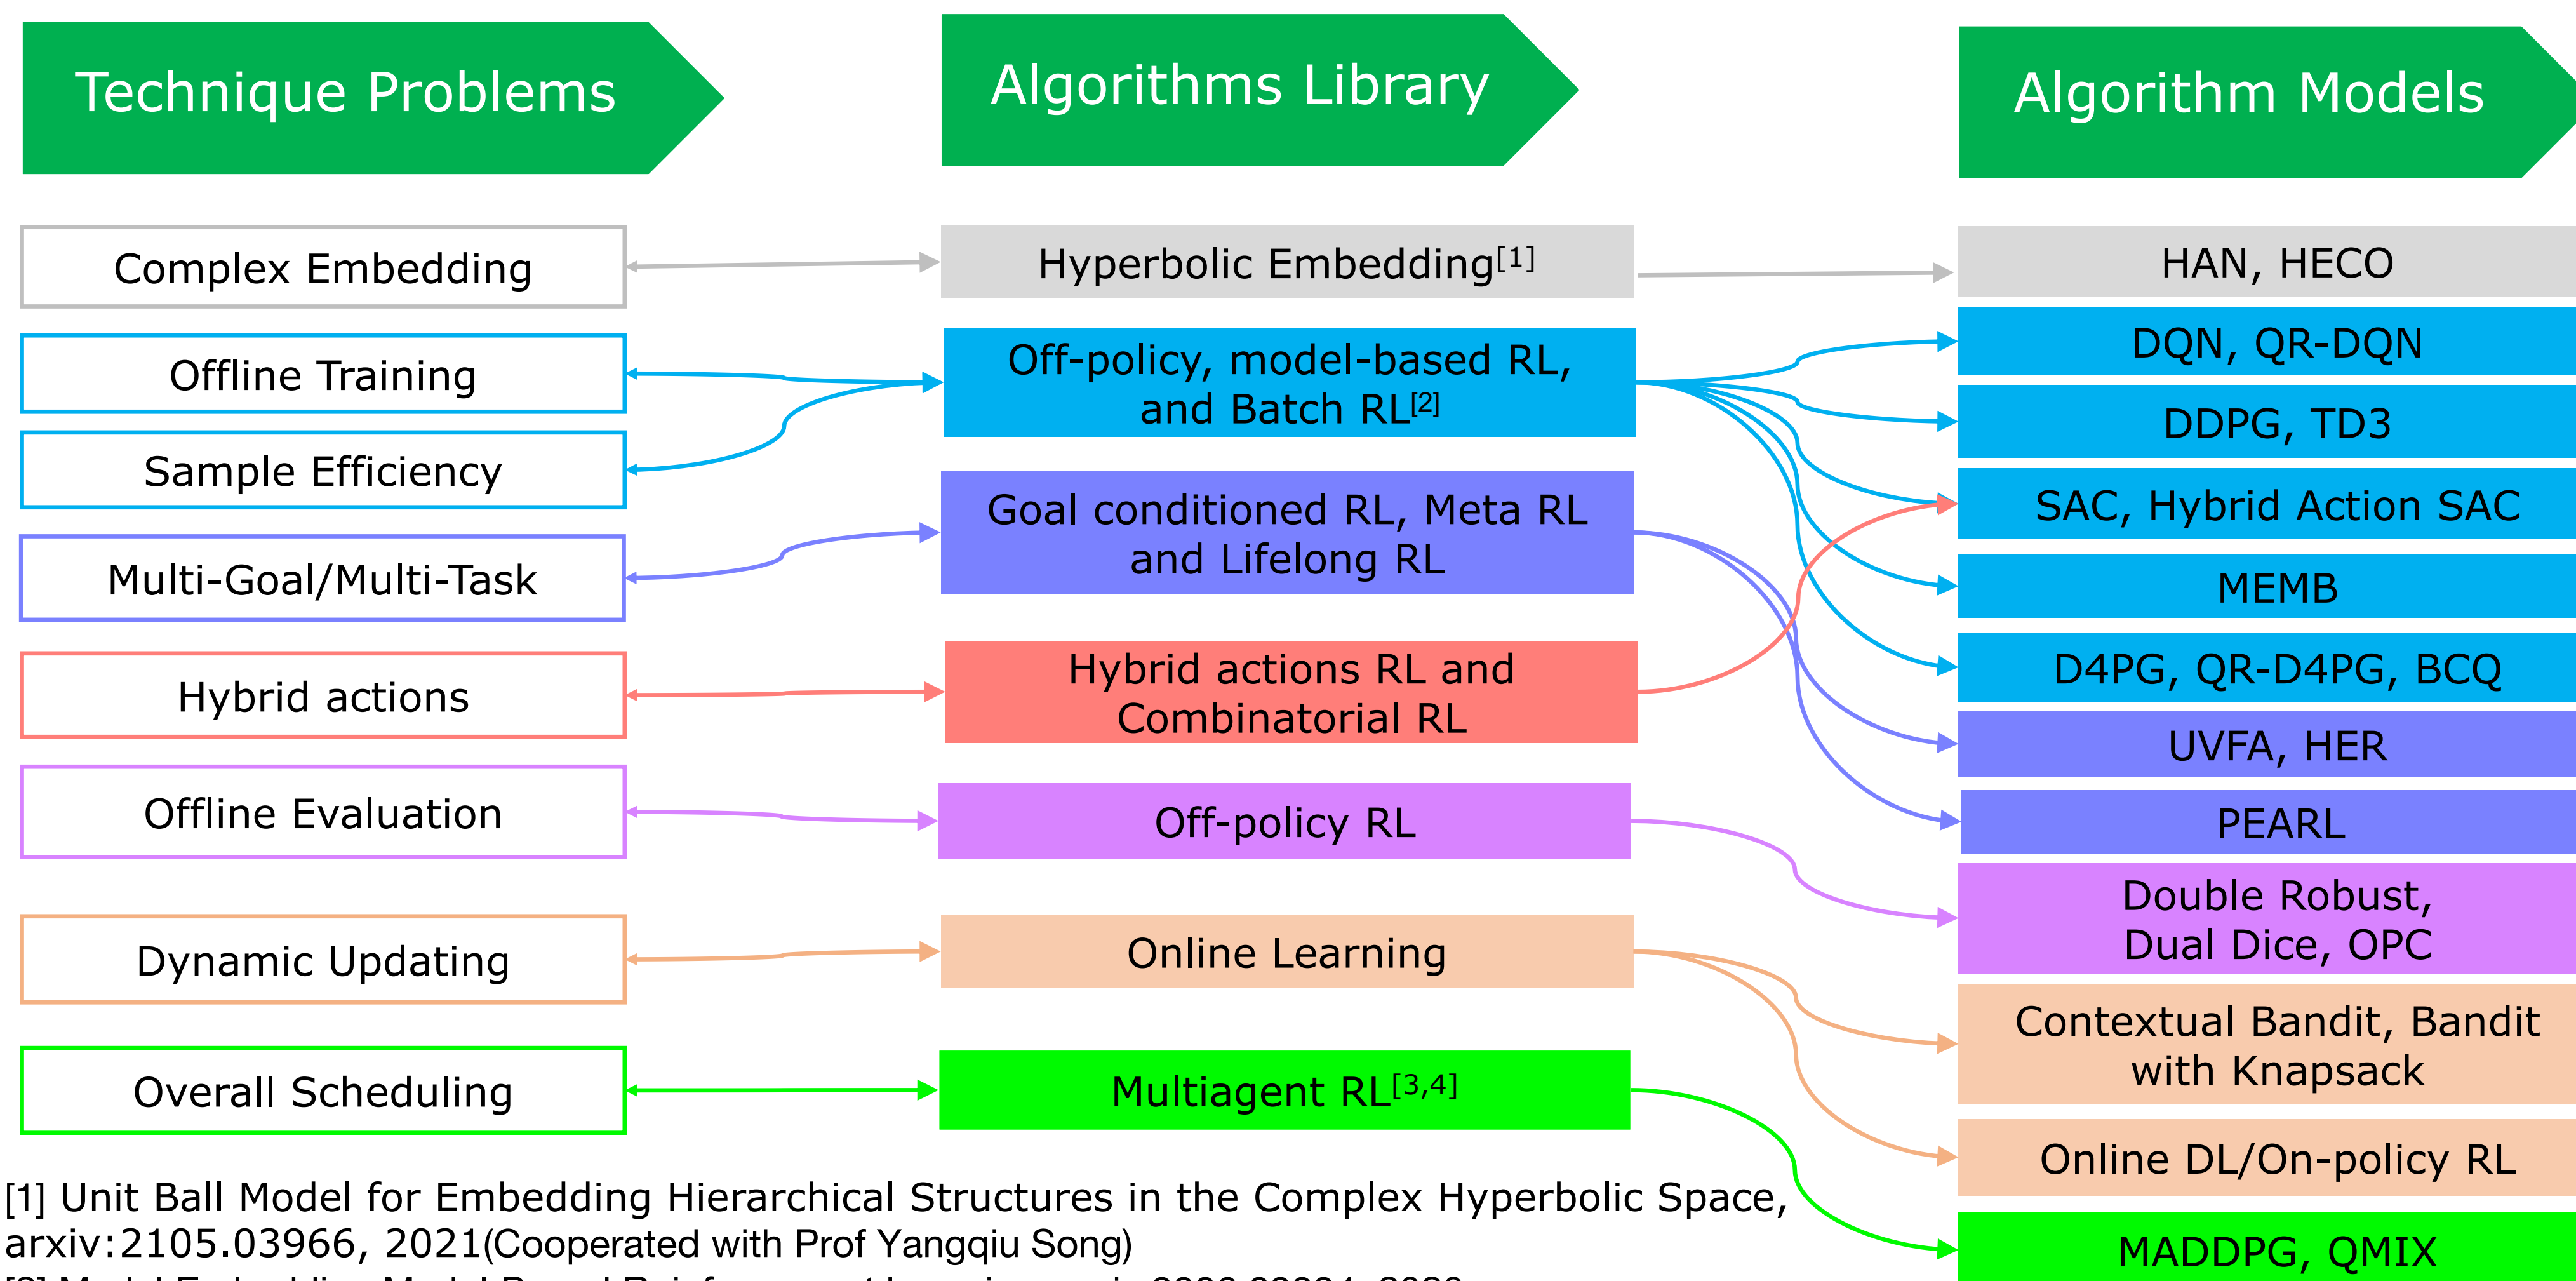 Technique Problems
Algorithms Library
Algorithm Models
Complex Embedding
Offline Training
Sample Efficiency
Multi-Goal/Multi-Task
Hybrid actions
Offline Evaluation
Dynamic Updating
Overall Scheduling
Hyperbolic Embedding[1]
Off-policy, model-based RL,
and Batch RL[2]
Goal conditioned RL, Meta RL
and Lifelong RL
Hybrid actions RL and
Combinatorial RL
Off-policy RL
Online Learning
Multiagent RL[3,4]
HAN, HECO
DQN, QR-DQN
DDPG, TD3
SAC, Hybrid Action SAC
MEMB
D4PG, QR-D4PG, BCQ
UVFA, HER
PEARL
Double Robust,
Dual Dice, OPC
Contextual Bandit, Bandit
with Knapsack
Online DL/On-policy RL
MADDPG, QMIX
[1] Unit Ball Model for Embedding Hierarchical Structures in the Complex Hyperbolic Space,
arxiv:2105.03966, 2021(Cooperated with Prof Yangqiu Song)